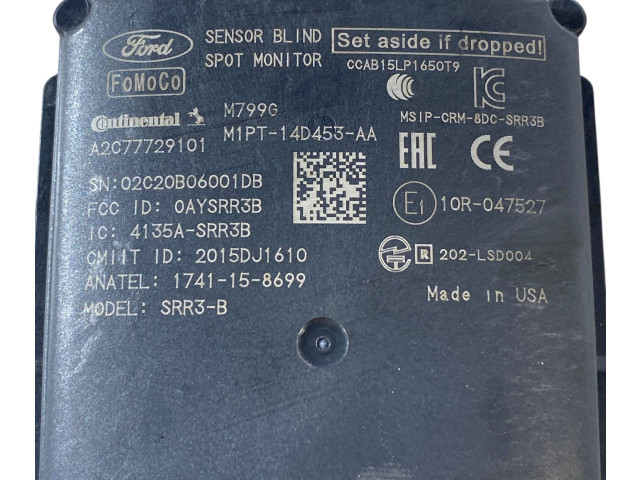 Ford
SENSOR BLIND
SPOT MONITOR
Set aside if dropped!
FoMoCo
CCAB15LP1650T9
CCC
KC
MSIP-CRM-8DC-SRR3B
Continental
M799G
A2C77729101
M1PT-14D453-AA
EAC
CE
SN:02C20B06001DB
FCC ID: OAYSRR3B
E1
10R-047527
IC: 4135A-SRR3B
CMIIT ID: 2015DJ1610
R
202-LSD004
ANATEL: 1741-15-8699
Made in USA
MODEL: SRR3-B